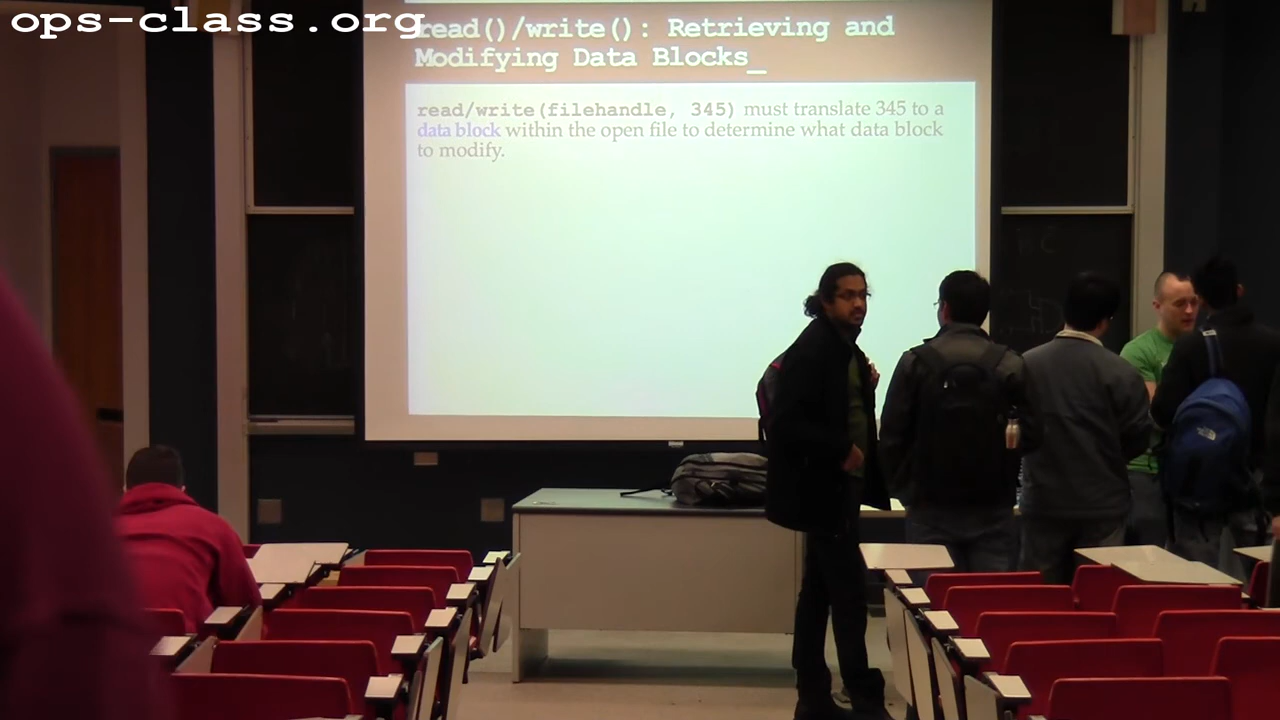 ops-class.org
read()/write(): Retrieving and
Modifying Data Blocks_
read/write(filehandle, 345) must translate 345 to a
data block within the open file to determine what data block
to modify.